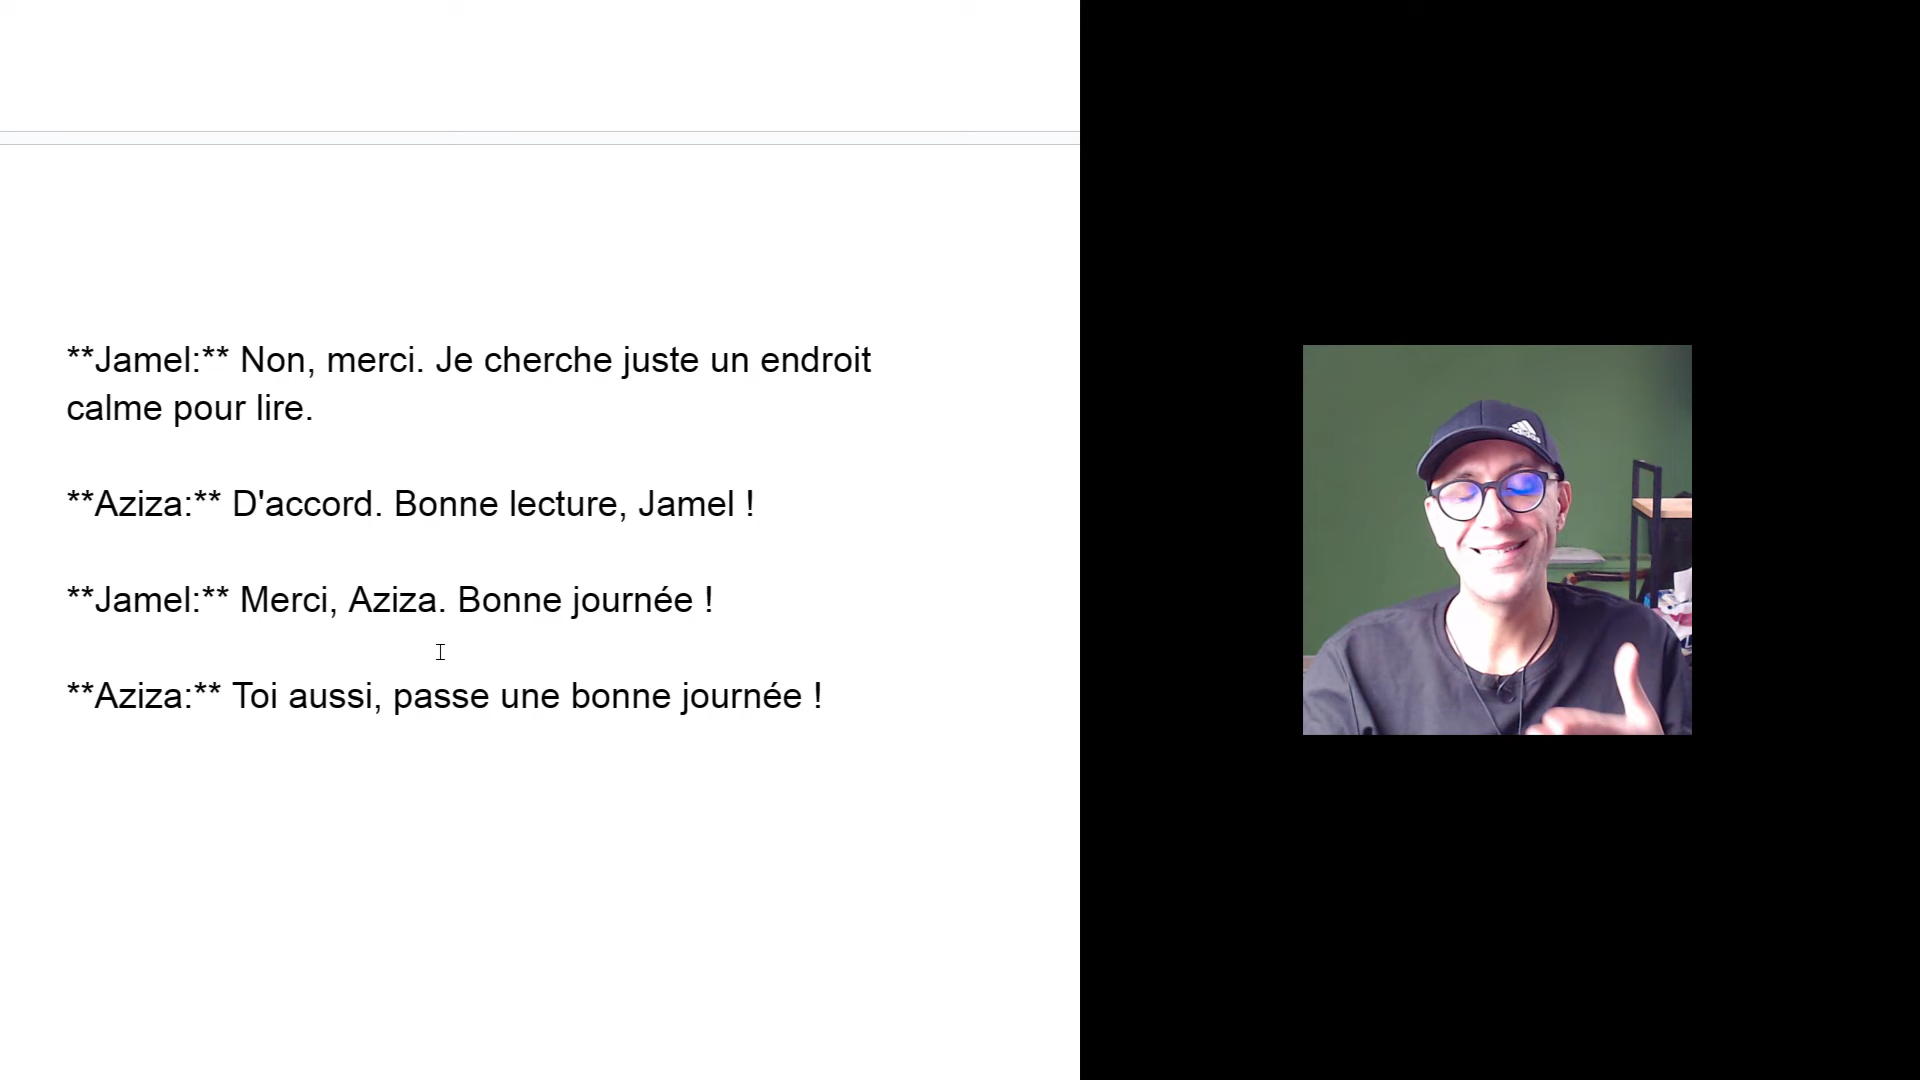 **Jamel:** Non, merci. Je cherche juste un endroit
calme pour lire.
**Aziza:** D'accord. Bonne lecture, Jamel !
**Jamel:** Merci, Aziza. Bonne journée !
**Aziza:** Toi aussi, passe une bonne journée !
adidas